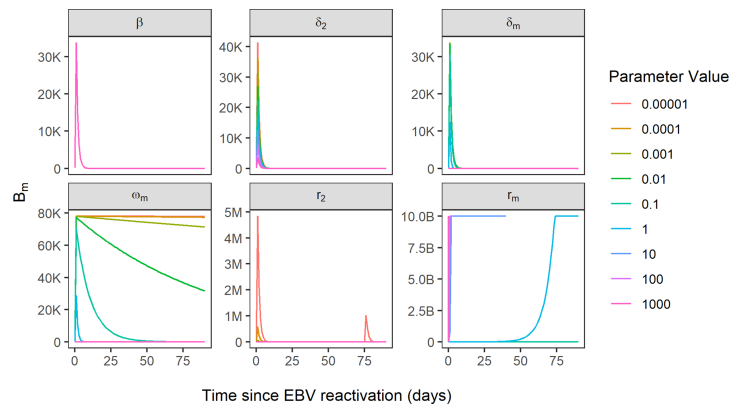 β δ₂ δₘ
40K
30K 30K
30K
20K 20K
20K
10K 10K
10K
0 0 0
Bₘ
ωₘ r₂ rₘ
80K 5M
10.0B
4M
60K
7.5B
3M
40K 5.0B
2M
20K 2.5B
1M
0 0 0
0 25 50 75 0 25 50 75 0 25 50 75
Time since EBV reactivation (days)
Parameter Value
0.00001
0.0001
0.001
0.01
0.1
1
10
100
1000